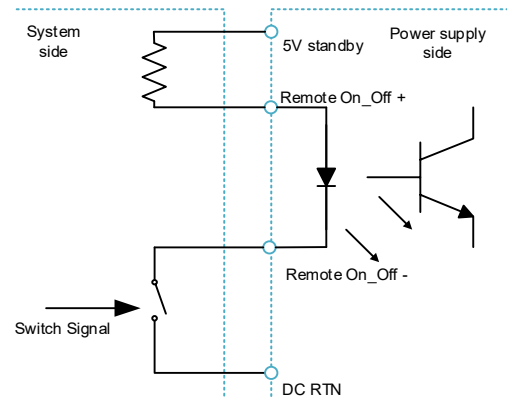 System
side
5V standby
Power supply
side
Remote On_Off +
Remote On_Off -
Switch Signal
DC RTN